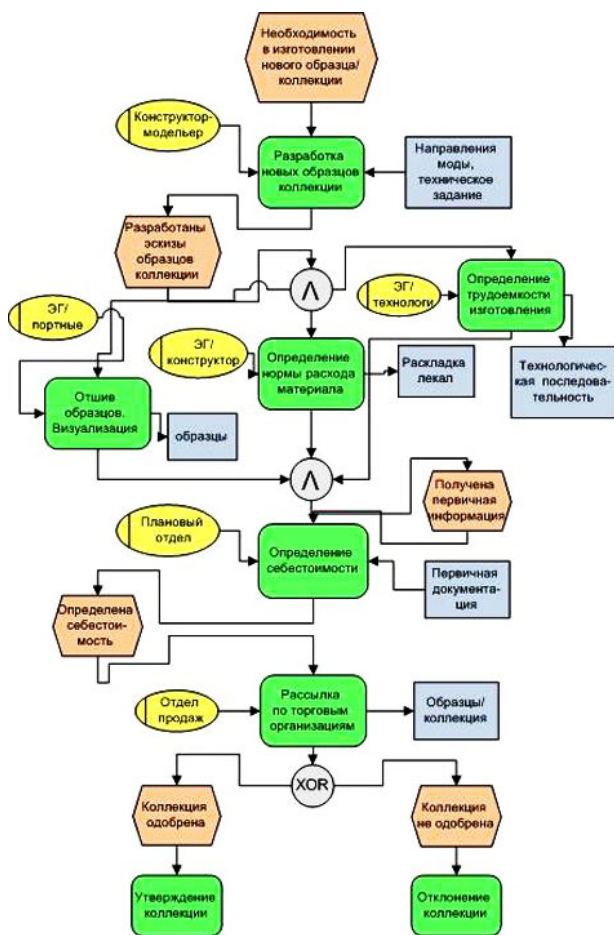 Необходимость
в изготовлении
нового образца/
коллекции
Конструктор-
модельер
Разработка
новых образцов
коллекции
Направления
моды,
техническое
задание
Разработаны
эскизы
образцов
коллекции
Λ
ЭГ/
технологи
Определение
трудоемкости
изготовления
ЭГ/
портные
ЭГ/
конструктор
Определение
нормы расхода
материала
Раскладка
лекал
Технологичес-
кая последова-
тельность
Отшив
образцов.
Визуализация
образцы
Λ
Получена
первичная
информация
Плановый
отдел
Определение
себестоимости
Первичная
документа-
ция
Определена
себестои-
мость
Отдел
продаж
Рассылка
по торговым
организациям
Образцы/
коллекция
XOR
Коллекция
одобрена
Коллекция
не одобрена
Утверждение
коллекции
Отклонение
коллекции